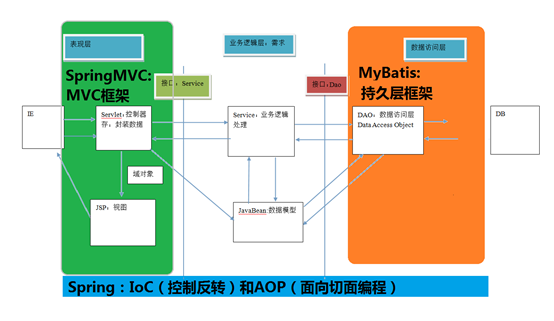 表现层
业务逻辑层：需求
数据访问层
SpringMVC:
MVC框架
接口：Service
接口:Dao
MyBatis:
持久层框架
IE
Servlet:控制器
存：封装数据
Service：业务逻辑
处理
DAO：数据访问层
Data Access Object
DB
域对象
JSP：视图
JavaBean:数据模型
Spring：IoC（控制反转）和AOP（面向切面编程）